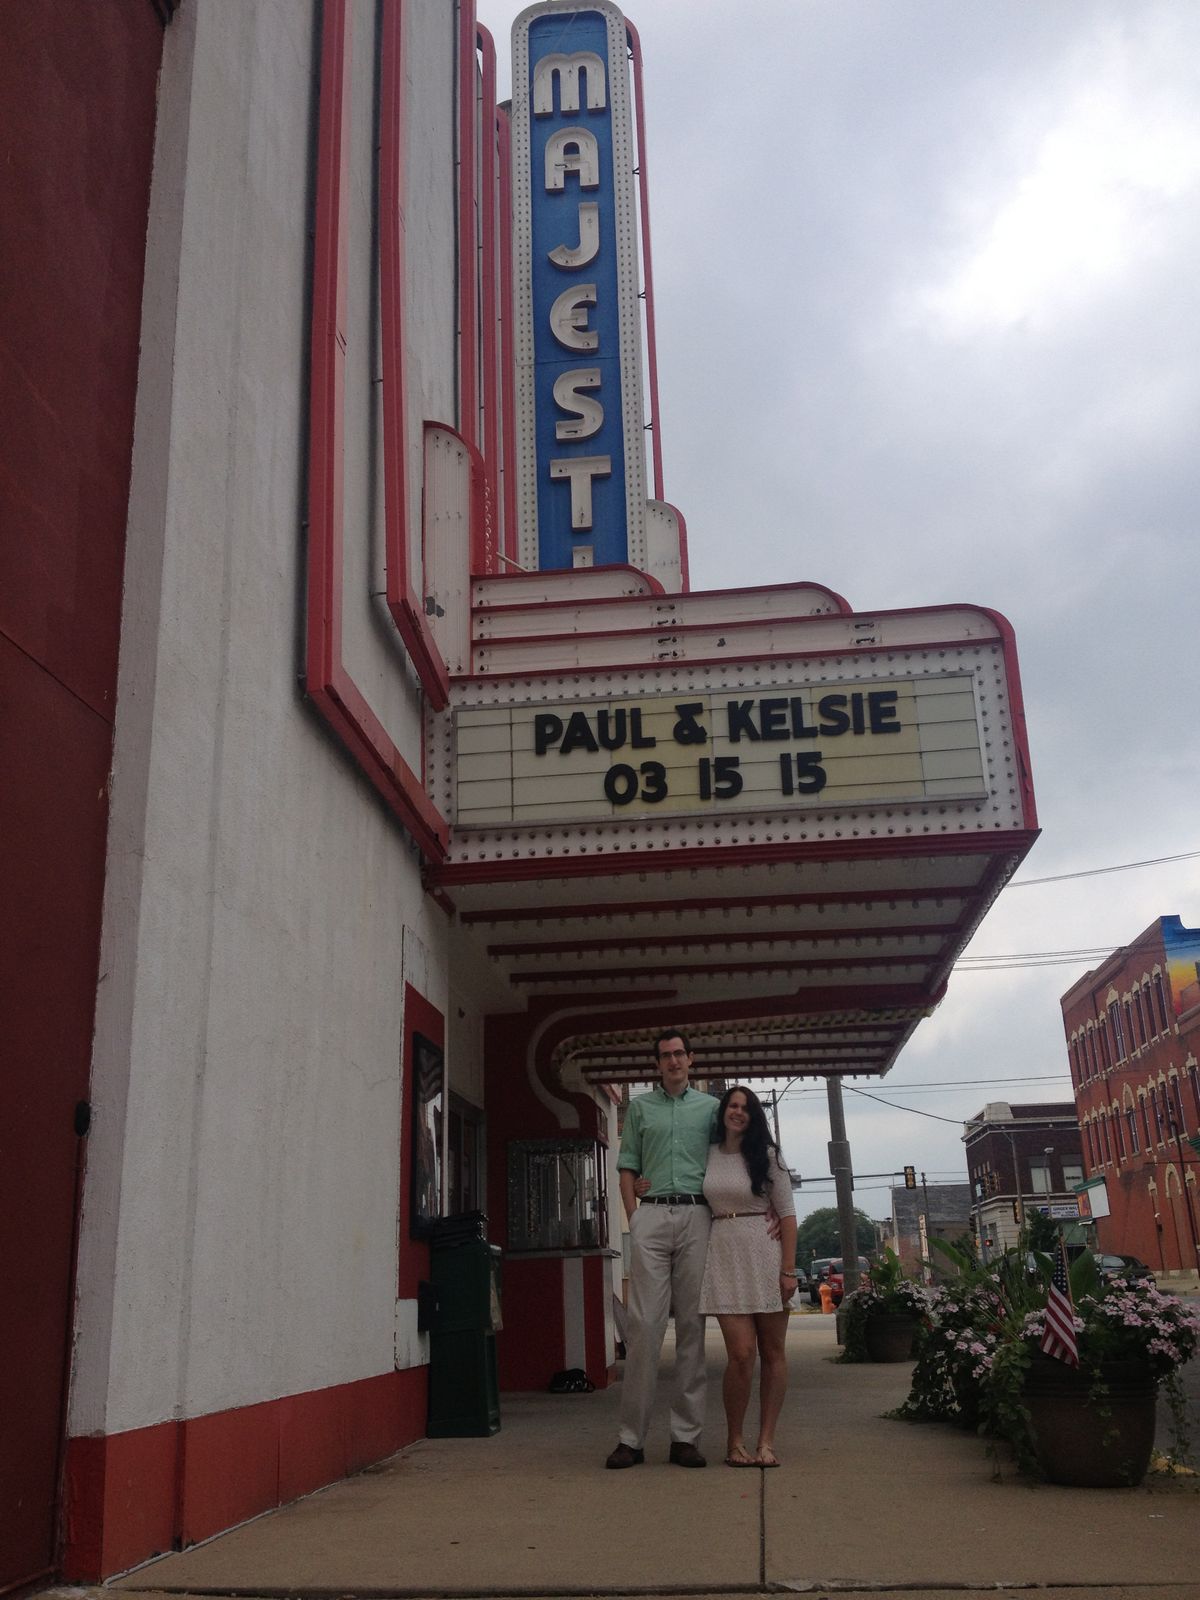 MAJESTI
PAUL & KELSIE
03 15 15